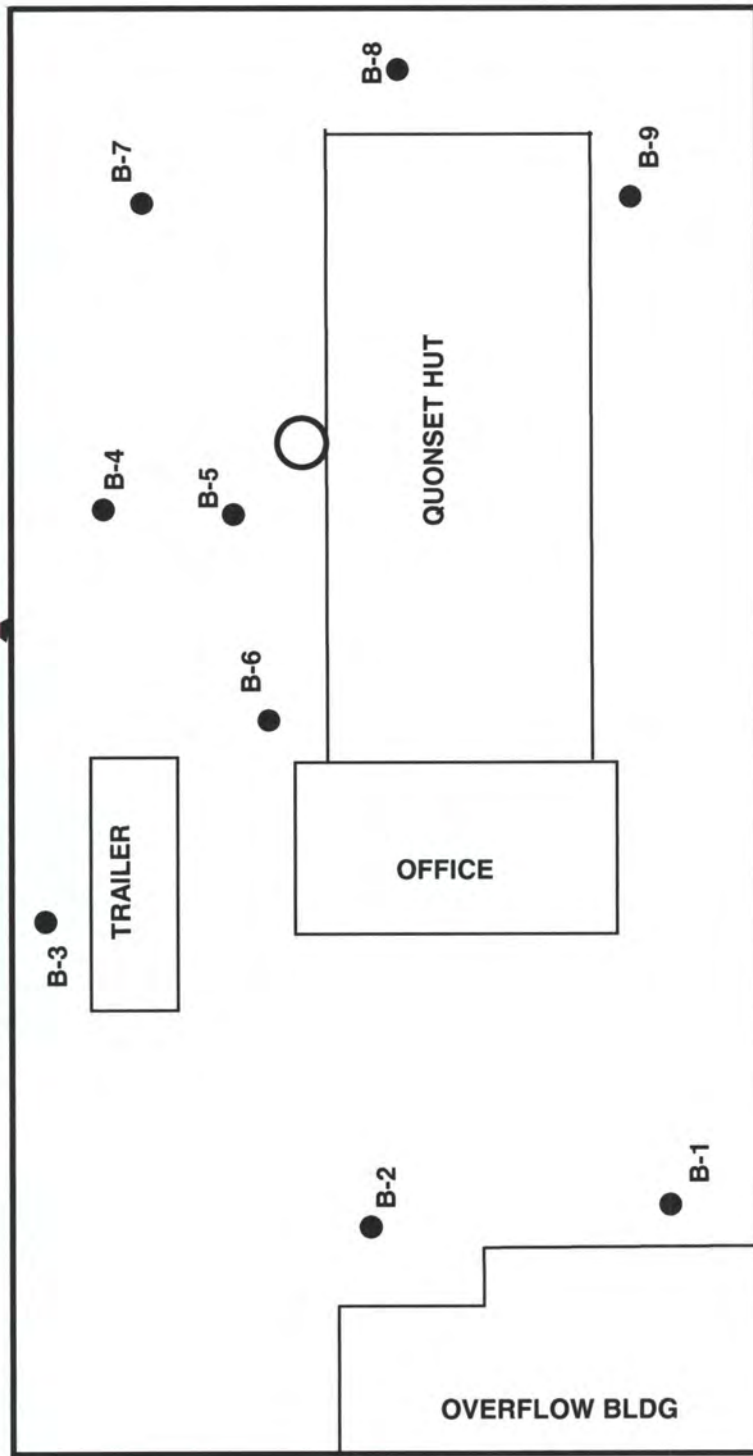 B-8
B-7
B-9
B-4
B-5
QUONSET HUT
B-6
TRAILER
OFFICE
B-3
B-2
B-1
OVERFLOW BLDG